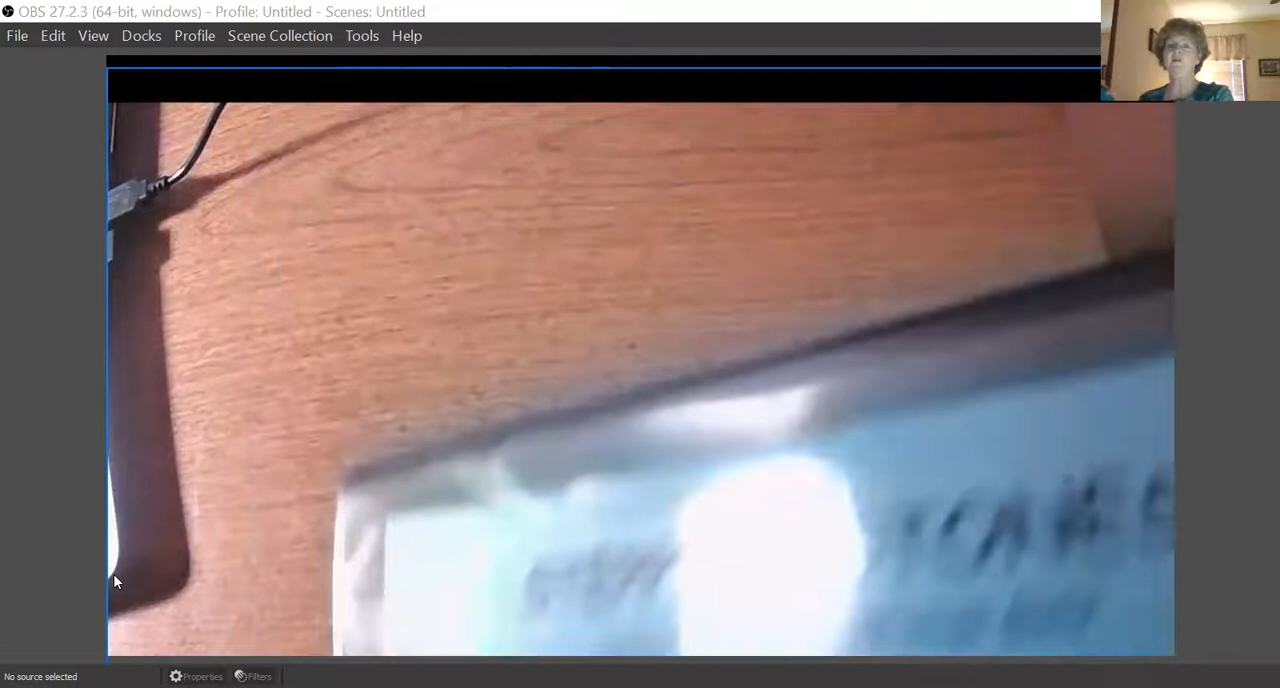 OBS 27.2.3 (64-bit, windows) - Profile: Untitled - Scenes: Untitled
File Edit View Docks Profile Scene Collection Tools Help
No source selected Properties Filters